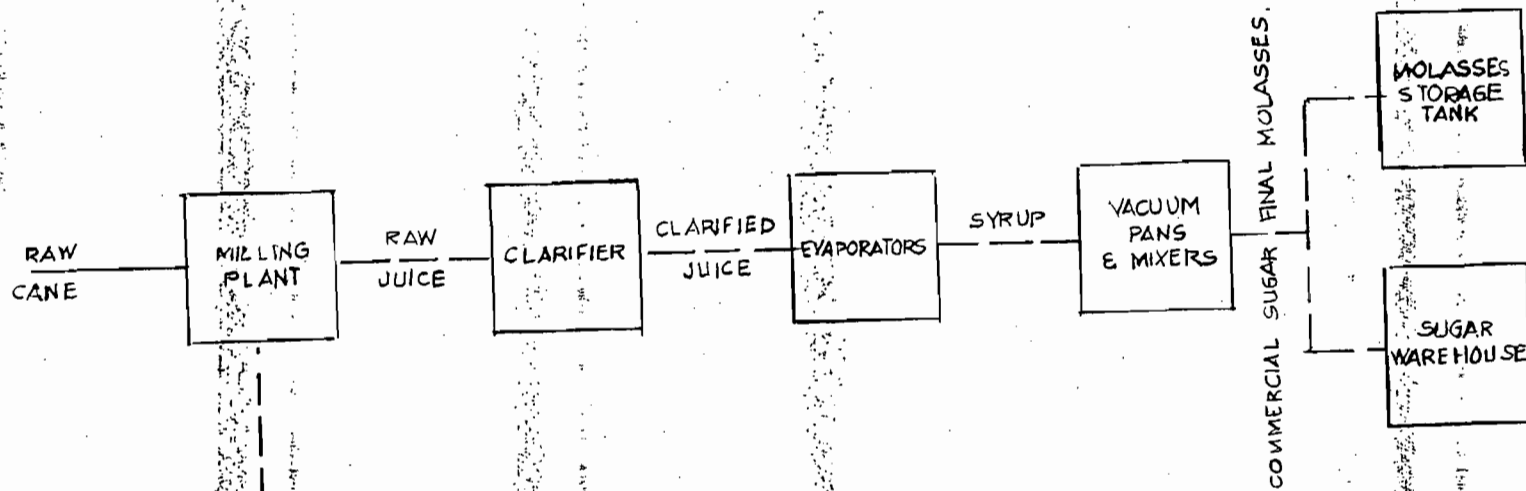 RAW
CANE
MILLING
PLANT
RAW
JUICE
CLARIFIER
CLARIFIED
JUICE
EVAPORATORS
SYRUP
VACUUM
PANS
& MIXERS
COMMERCIAL SUGAR FINAL MOLASSES.
MOLASSES
STORAGE
TANK
SUGAR
WAREHOUSE